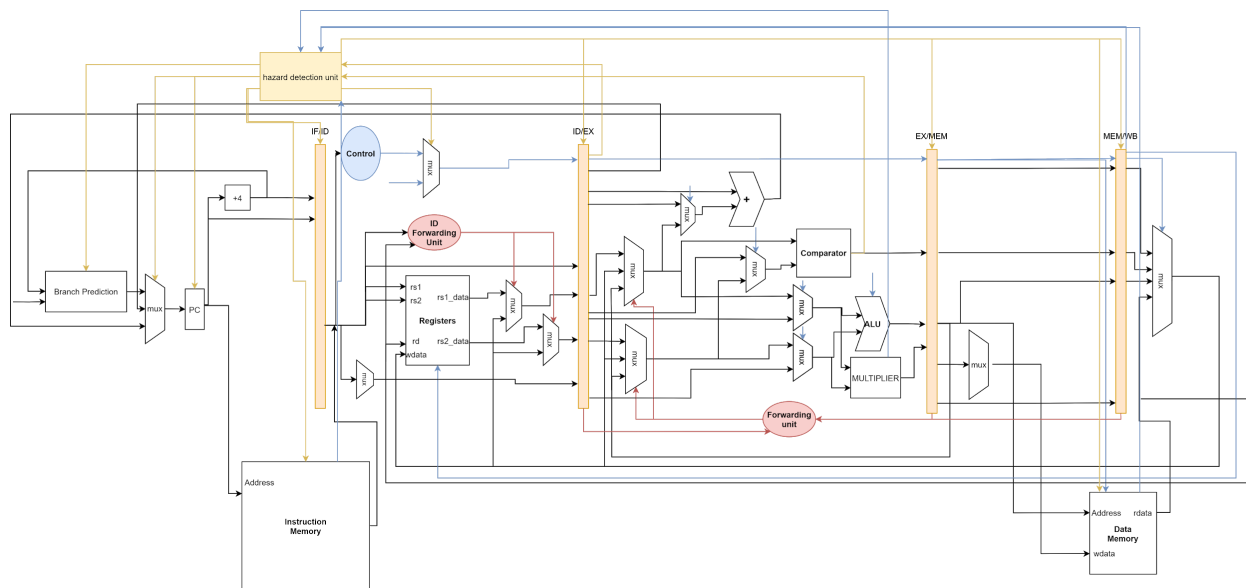 hazard detection unit
IF/ID
ID/EX
EX/MEM
MEM/WB
Control
mux
+4
+
ID
Forwarding
Unit
mux
Comparator
mux
mux
mux
Branch Prediction
mux
PC
rs1
rs2
rs1_data
Registers
rs2_data
rd
wdata
mux
mux
mux
mux
mux
mux
ALU
MULTIPLIER
mux
mux
Forwarding
unit
Address
Instruction
Memory
Address
rdata
Data
Memory
wdata